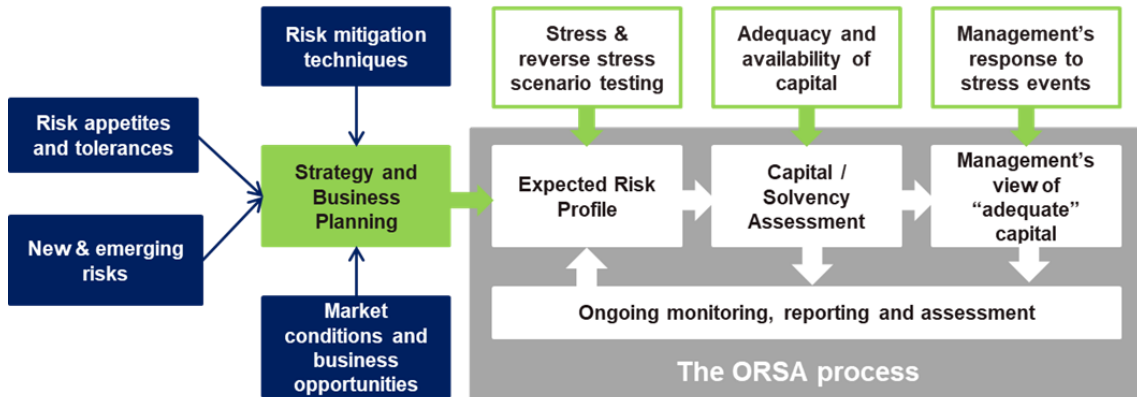 Risk mitigation
techniques
Stress &
reverse stress
scenario testing
Adequacy and
availability of
capital
Management's
response to
stress events
Risk appetites
and tolerances
Strategy and
Business
Planning
Expected Risk
Profile
Capital /
Solvency
Assessment
Management's
view of
“adequate”
capital
New & emerging
risks
Market
conditions and
business
opportunities
Ongoing monitoring, reporting and assessment
The ORSA process